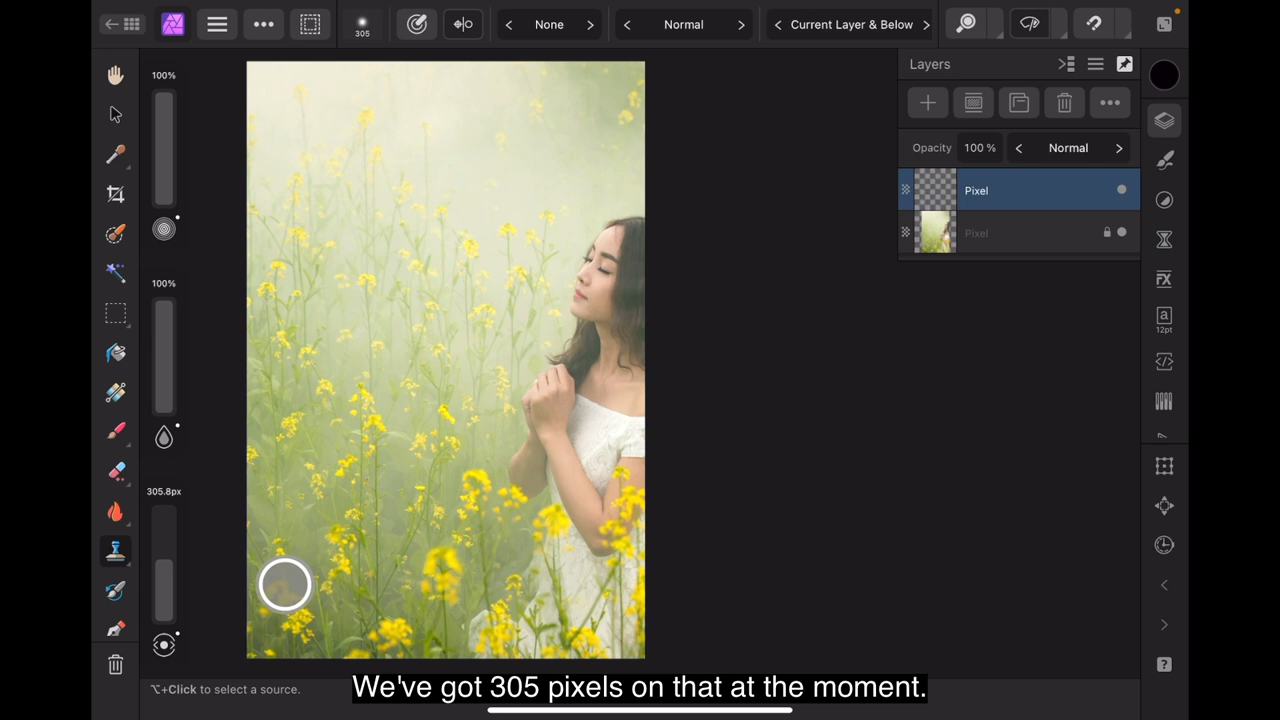 305
None
Normal
Current Layer & Below
Layers
Opacity 100 % Normal
Pixel
Pixel
100%
100%
305.8px
FX
a
12pt
?
⌥+Click to select a source.
We've got 305 pixels on that at the moment.